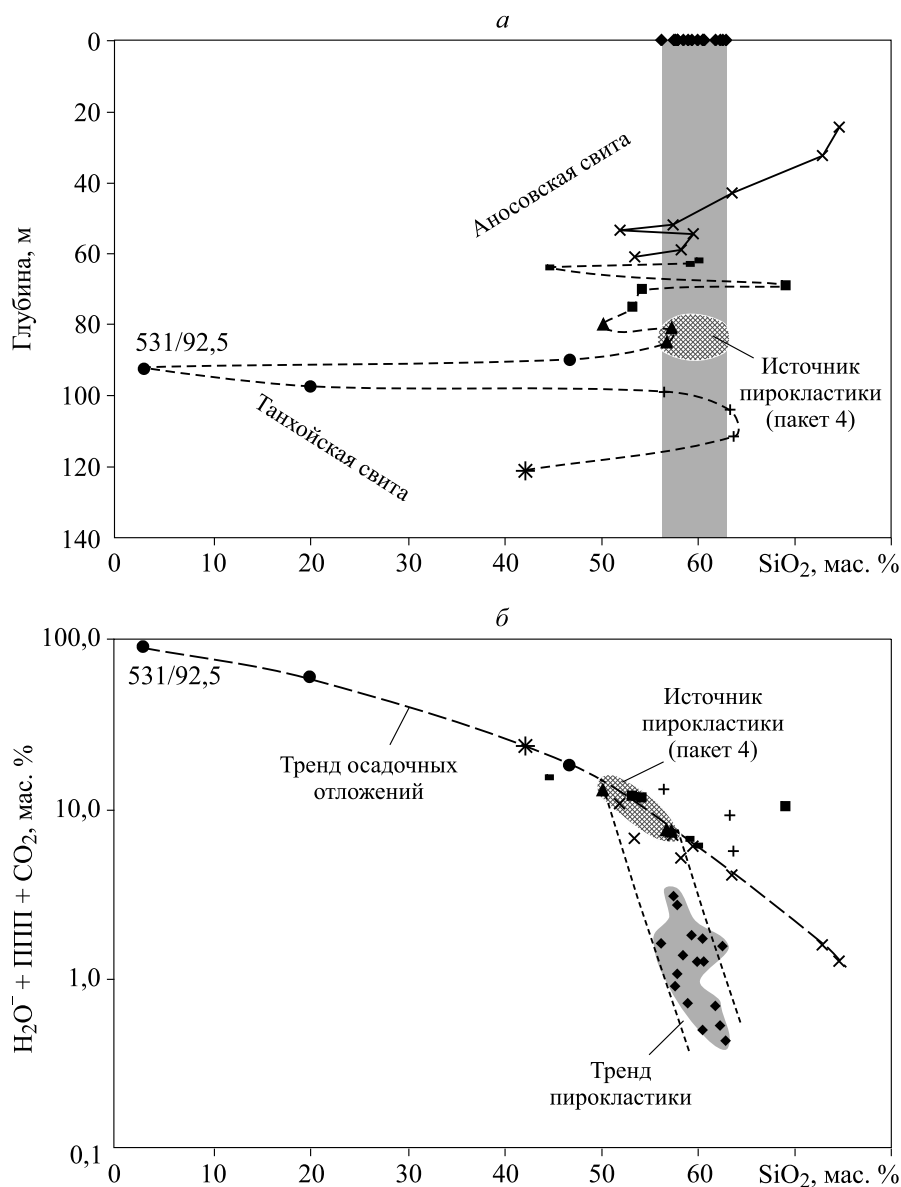 а
0
20
40
60
80
100
120
140
Глубина, м
Аносовская свита
531/92,5
Источник
пирокластики
(пакет 4)
Танхойская свита
0
10
20
30
40
50
60
SiO₂, мас. %
б
100,0
10,0
1,0
0,1
H₂O⁻ + ППП + CO₂, мас. %
531/92,5
Источник
пирокластики
(пакет 4)
Тренд осадочных
отложений
Тренд
пирокластики
0
10
20
30
40
50
60
SiO₂, мас. %